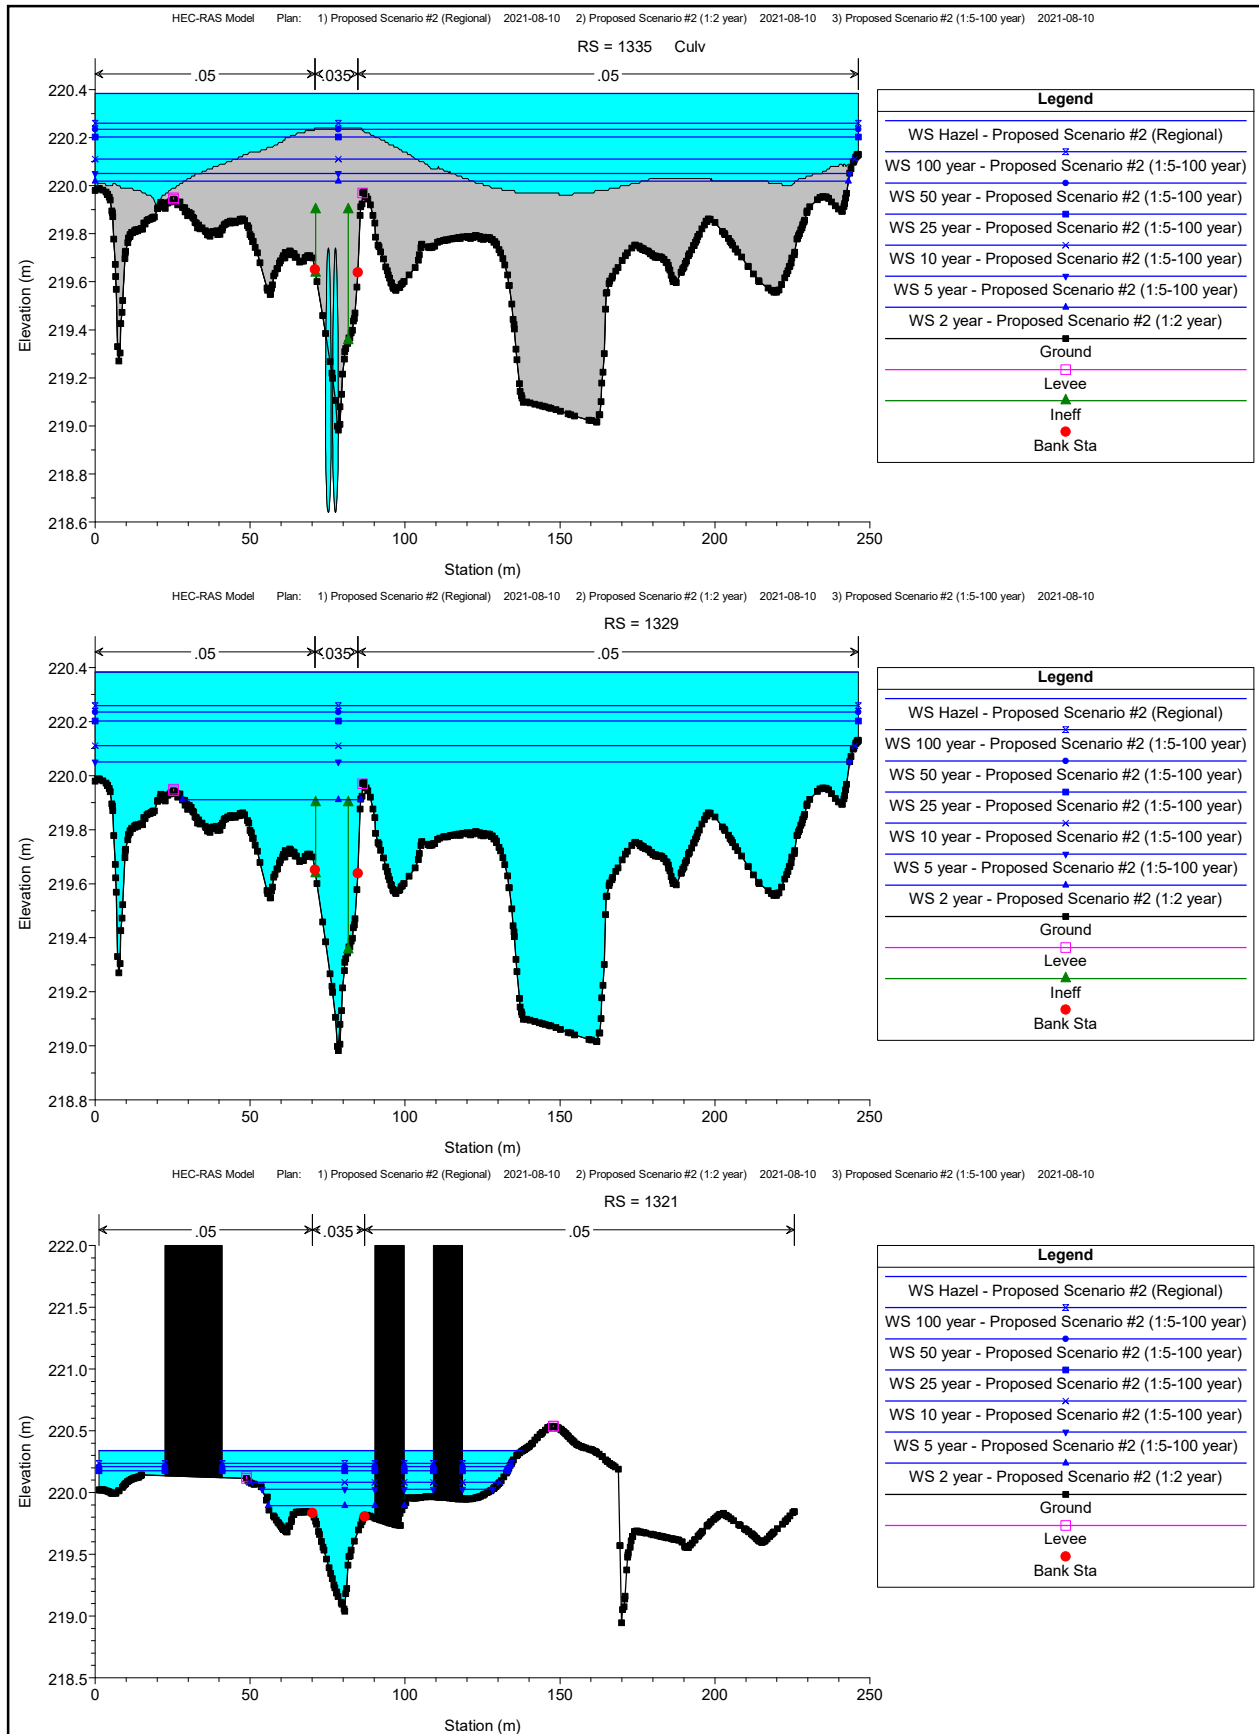 HEC-RAS Model Plan: 1) Proposed Scenario #2 (Regional) 2021-08-10 2) Proposed Scenario #2 (1:2 year) 2021-08-10 3) Proposed Scenario #2 (1:5-100 year) 2021-08-10
RS = 1335 Culv
.05 .035 .05
220.4
220.2
220.0
219.8
219.6
219.4
219.2
219.0
218.8
218.6
Elevation (m)
0 50 100 150 200 250
Station (m)
Legend
WS Hazel - Proposed Scenario #2 (Regional)
WS 100 year - Proposed Scenario #2 (1:5-100 year)
WS 50 year - Proposed Scenario #2 (1:5-100 year)
WS 25 year - Proposed Scenario #2 (1:5-100 year)
WS 10 year - Proposed Scenario #2 (1:5-100 year)
WS 5 year - Proposed Scenario #2 (1:5-100 year)
WS 2 year - Proposed Scenario #2 (1:2 year)
Ground
Levee
Ineff
Bank Sta
HEC-RAS Model Plan: 1) Proposed Scenario #2 (Regional) 2021-08-10 2) Proposed Scenario #2 (1:2 year) 2021-08-10 3) Proposed Scenario #2 (1:5-100 year) 2021-08-10
RS = 1329
.05 .035 .05
220.4
220.2
220.0
219.8
219.6
219.4
219.2
219.0
218.8
Elevation (m)
0 50 100 150 200 250
Station (m)
Legend
WS Hazel - Proposed Scenario #2 (Regional)
WS 100 year - Proposed Scenario #2 (1:5-100 year)
WS 50 year - Proposed Scenario #2 (1:5-100 year)
WS 25 year - Proposed Scenario #2 (1:5-100 year)
WS 10 year - Proposed Scenario #2 (1:5-100 year)
WS 5 year - Proposed Scenario #2 (1:5-100 year)
WS 2 year - Proposed Scenario #2 (1:2 year)
Ground
Levee
Ineff
Bank Sta
HEC-RAS Model Plan: 1) Proposed Scenario #2 (Regional) 2021-08-10 2) Proposed Scenario #2 (1:2 year) 2021-08-10 3) Proposed Scenario #2 (1:5-100 year) 2021-08-10
RS = 1321
.05 .035 .05
222.0
221.5
221.0
220.5
220.0
219.5
219.0
218.5
Elevation (m)
0 50 100 150 200 250
Station (m)
Legend
WS Hazel - Proposed Scenario #2 (Regional)
WS 100 year - Proposed Scenario #2 (1:5-100 year)
WS 50 year - Proposed Scenario #2 (1:5-100 year)
WS 25 year - Proposed Scenario #2 (1:5-100 year)
WS 10 year - Proposed Scenario #2 (1:5-100 year)
WS 5 year - Proposed Scenario #2 (1:5-100 year)
WS 2 year - Proposed Scenario #2 (1:2 year)
Ground
Levee
Bank Sta